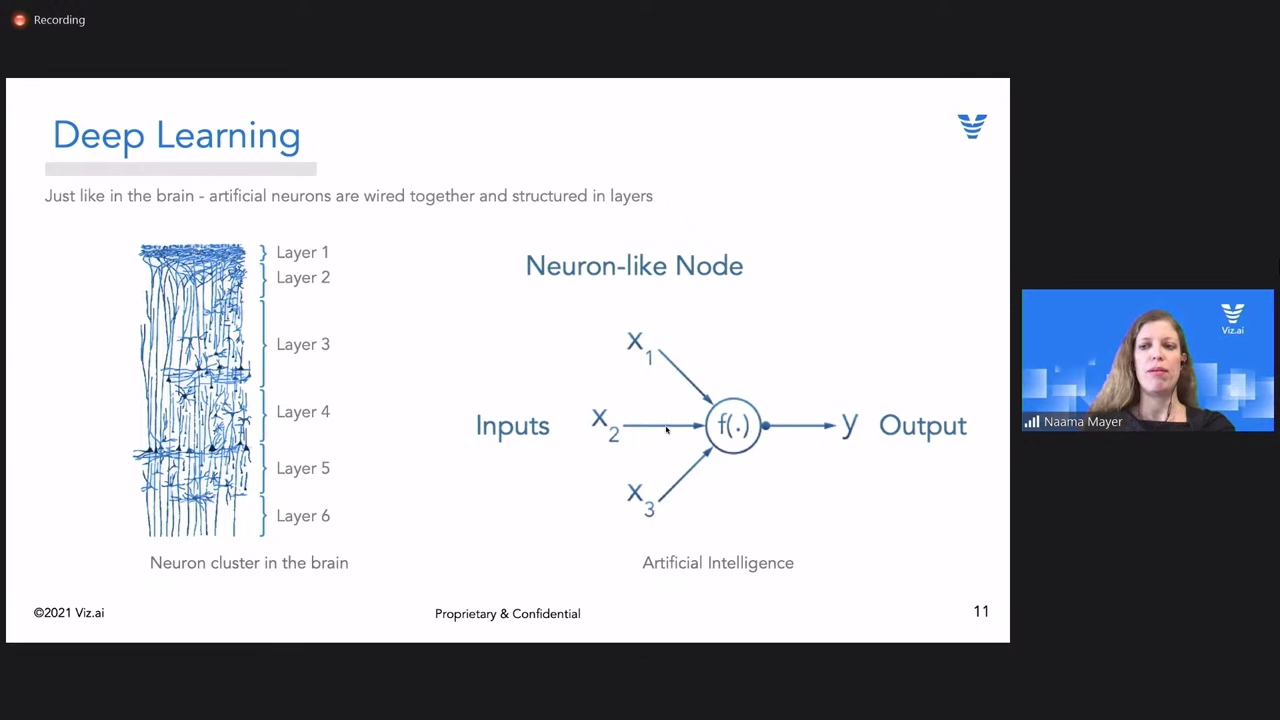 Recording
Deep Learning
Just like in the brain - artificial neurons are wired together and structured in layers
Layer 1
Layer 2
Layer 3
Layer 4
Layer 5
Layer 6
Neuron cluster in the brain
Neuron-like Node
x1
Inputs x2 f(.) y Output
x3
Artificial Intelligence
©2021 Viz.ai
Proprietary & Confidential
11
Viz.ai
Naama Mayer